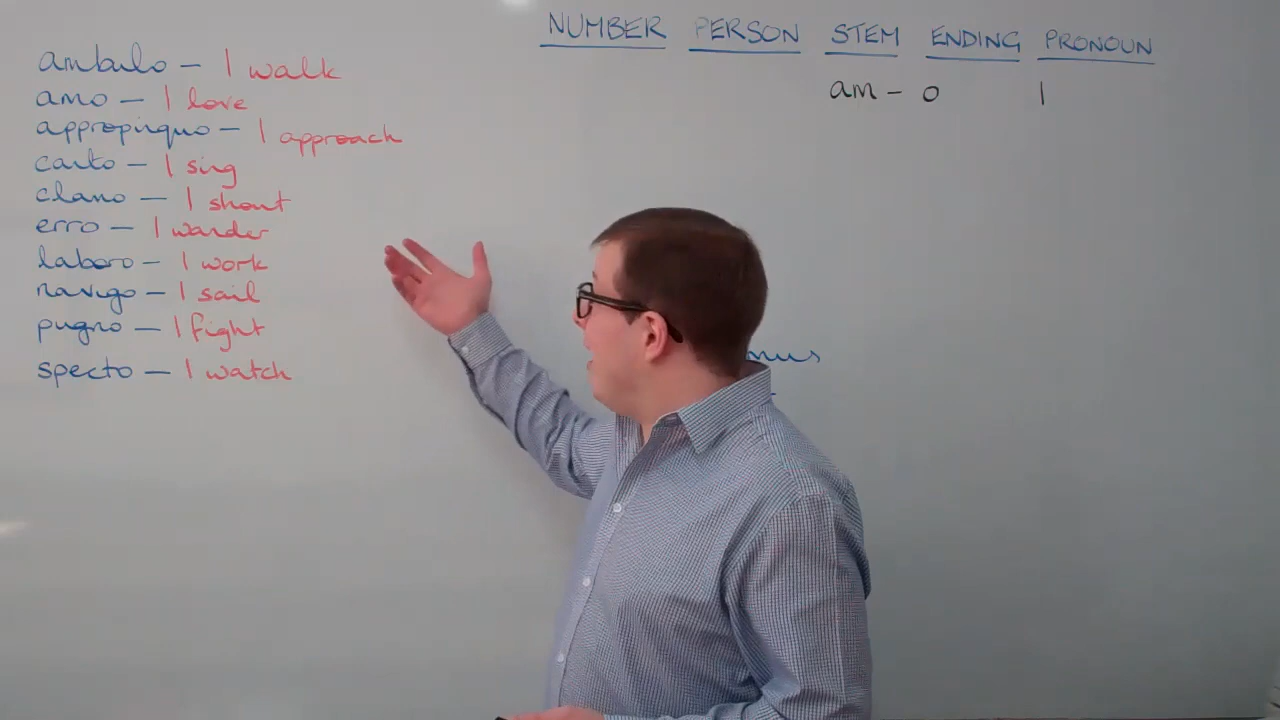 NUMBER PERSON STEM ENDING PRONOUN
am - o I
ambulo - I walk
amo - I love
appropinquo - I approach
canto - I sing
clamo - I shout
erro - I wander
laboro - I work
navigo - I sail
pugno - I fight
specto - I watch
mus